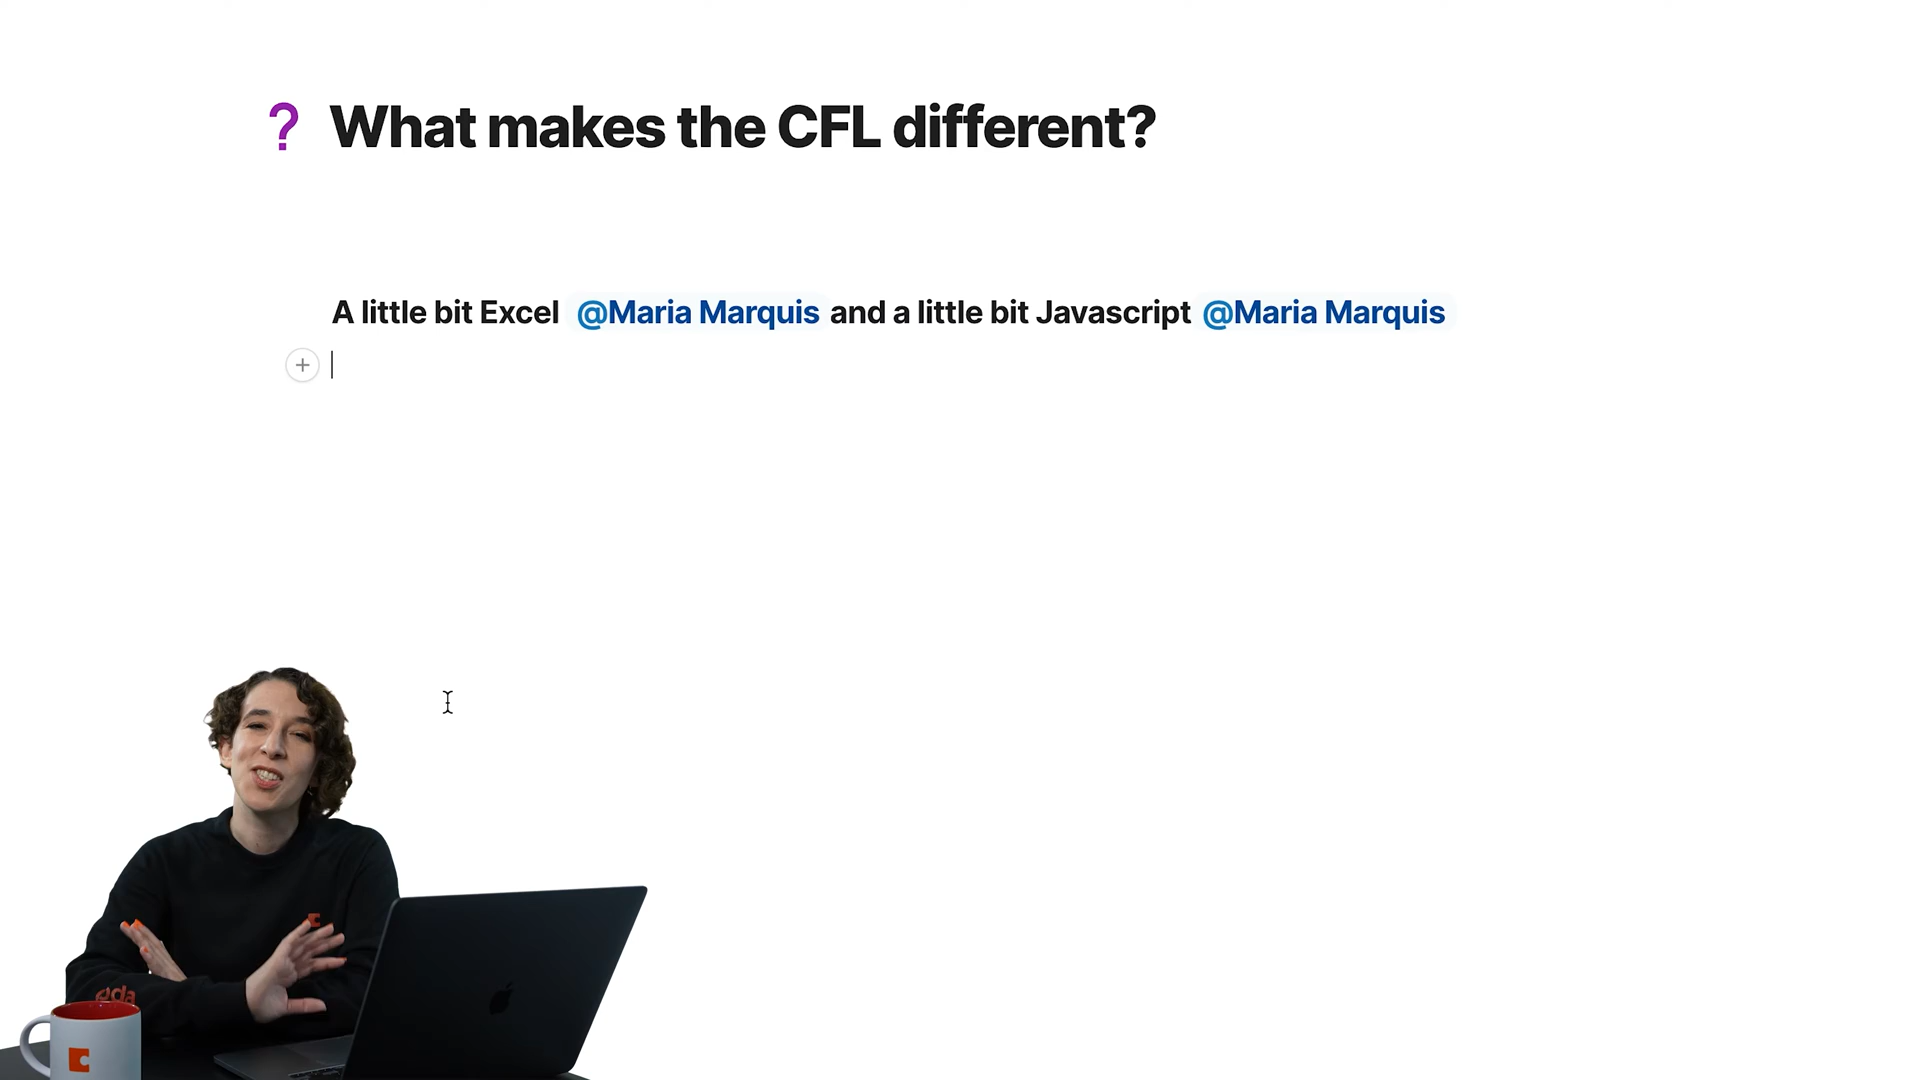 ? What makes the CFL different?
A little bit Excel @Maria Marquis and a little bit Javascript @Maria Marquis